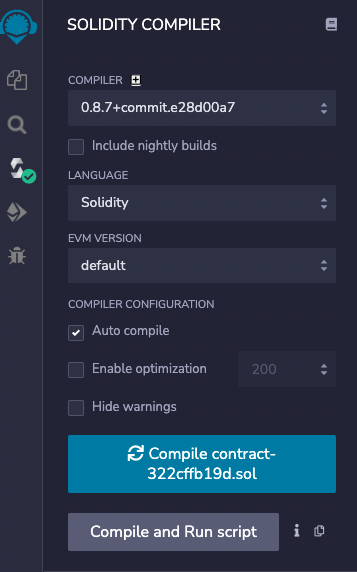 SOLIDITY COMPILER
COMPILER
0.8.7+commit.e28d00a7
Include nightly builds
LANGUAGE
Solidity
EVM VERSION
default
COMPILER CONFIGURATION
Auto compile
Enable optimization 200
Hide warnings
Compile contract-
322cffb19d.sol
Compile and Run script